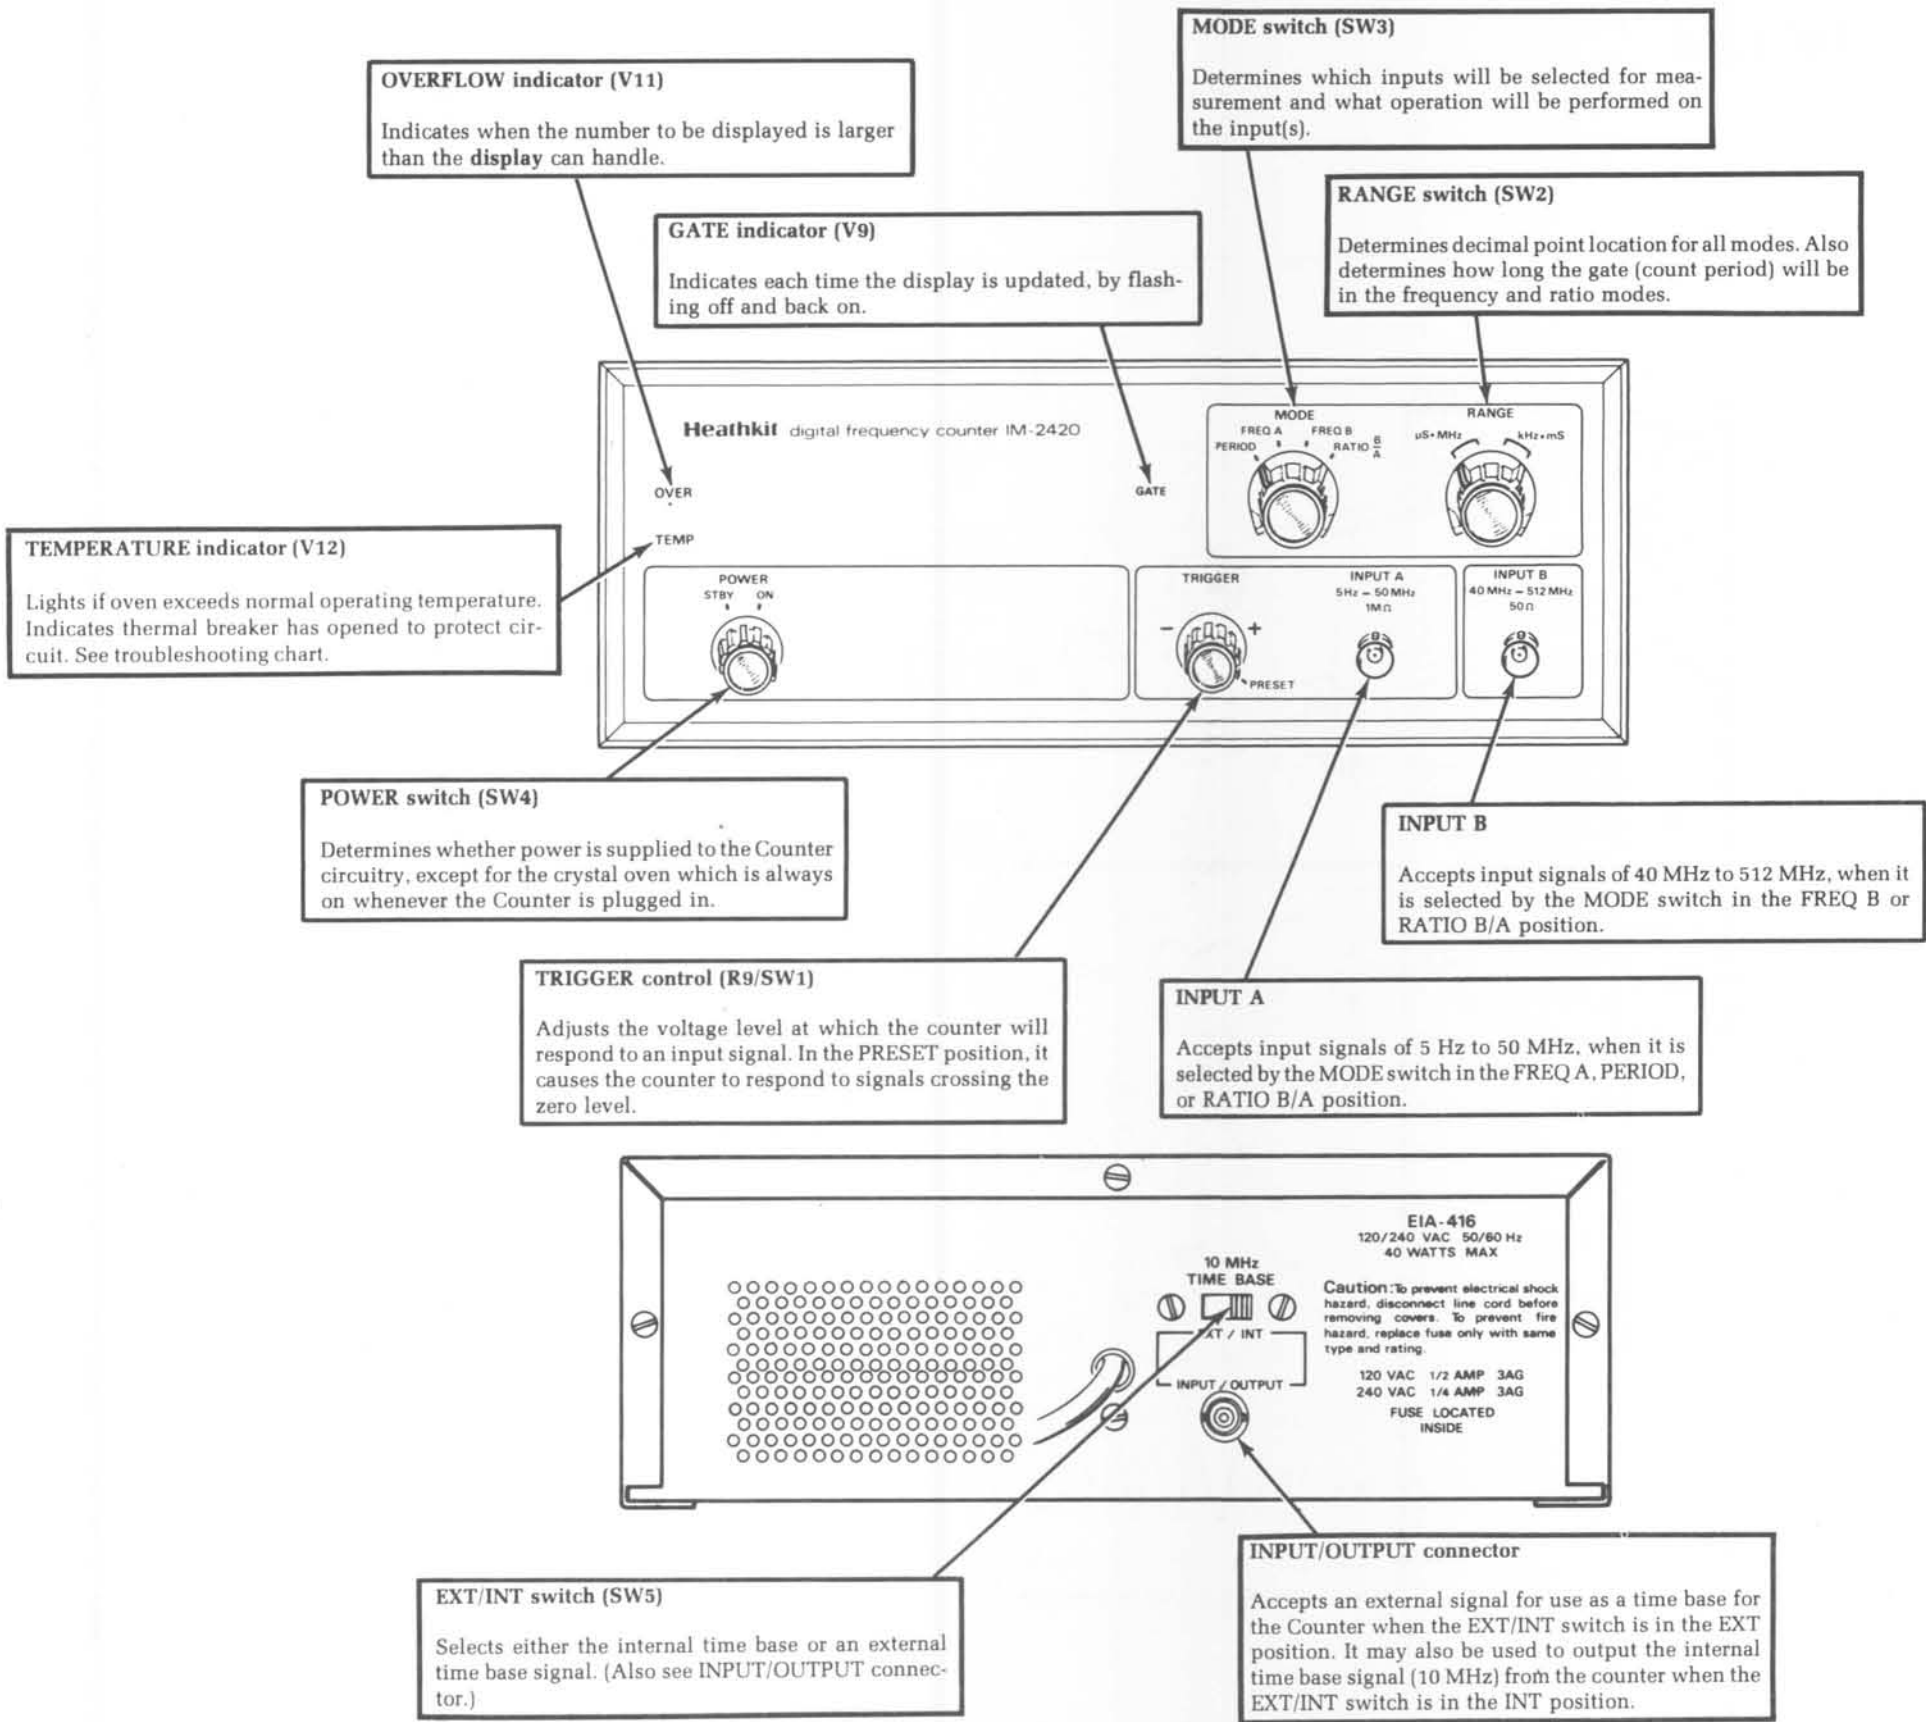 MODE switch (SW3)
Determines which inputs will be selected for mea-
surement and what operation will be performed on
the input(s).
OVERFLOW indicator (V11)
Indicates when the number to be displayed is larger
than the display can handle.
RANGE switch (SW2)
Determines decimal point location for all modes. Also
determines how long the gate (count period) will be
in the frequency and ratio modes.
GATE indicator (V9)
Indicates each time the display is updated, by flash-
ing off and back on.
Heathkit digital frequency counter IM-2420
MODE
FREQ A FREQ B
PERIOD RATIO B/A
RANGE
µS•MHz kHz•mS
OVER
GATE
TEMP
TEMPERATURE indicator (V12)
Lights if oven exceeds normal operating temperature.
Indicates thermal breaker has opened to protect cir-
cuit. See troubleshooting chart.
POWER
STBY ON
TRIGGER
− +
PRESET
INPUT A
5Hz – 50 MHz
1MΩ
INPUT B
40 MHz – 512 MHz
50Ω
POWER switch (SW4)
Determines whether power is supplied to the Counter
circuitry, except for the crystal oven which is always
on whenever the Counter is plugged in.
INPUT B
Accepts input signals of 40 MHz to 512 MHz, when it
is selected by the MODE switch in the FREQ B or
RATIO B/A position.
TRIGGER control (R9/SW1)
Adjusts the voltage level at which the counter will
respond to an input signal. In the PRESET position, it
causes the counter to respond to signals crossing the
zero level.
INPUT A
Accepts input signals of 5 Hz to 50 MHz, when it is
selected by the MODE switch in the FREQ A, PERIOD,
or RATIO B/A position.
10 MHz
TIME BASE
EXT / INT
INPUT / OUTPUT
EIA-416
120/240 VAC 50/60 Hz
40 WATTS MAX
Caution: To prevent electrical shock
hazard, disconnect line cord before
removing covers. To prevent fire
hazard, replace fuse only with same
type and rating.
120 VAC 1/2 AMP 3AG
240 VAC 1/4 AMP 3AG
FUSE LOCATED
INSIDE
EXT/INT switch (SW5)
Selects either the internal time base or an external
time base signal. (Also see INPUT/OUTPUT connec-
tor.)
INPUT/OUTPUT connector
Accepts an external signal for use as a time base for
the Counter when the EXT/INT switch is in the EXT
position. It may also be used to output the internal
time base signal (10 MHz) from the counter when the
EXT/INT switch is in the INT position.